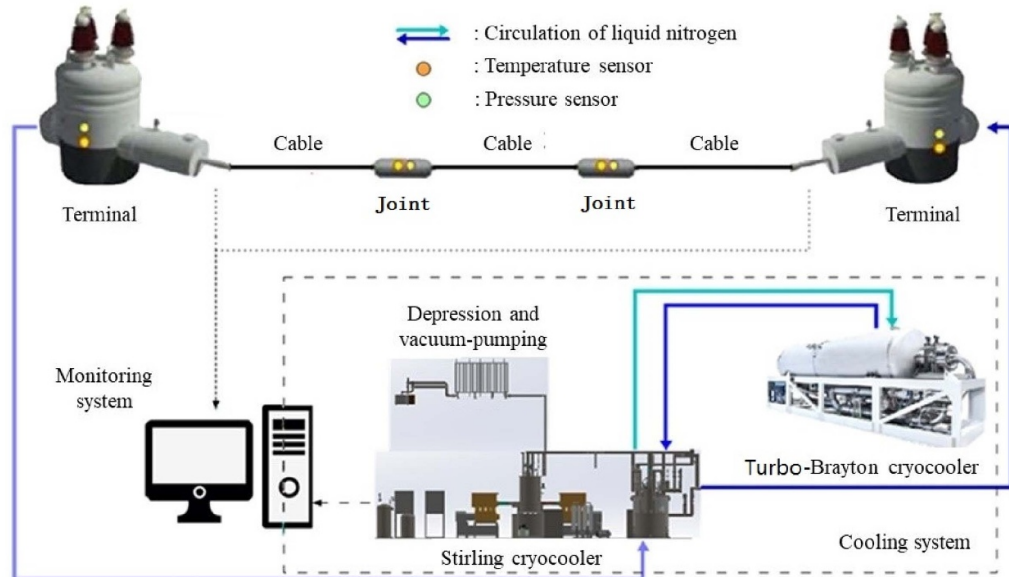 : Circulation of liquid nitrogen
: Temperature sensor
: Pressure sensor
Cable
Cable
Cable
Joint
Joint
Terminal
Terminal
Depression and
vacuum-pumping
Monitoring
system
Turbo-Brayton cryocooler
Stirling cryocooler
Cooling system